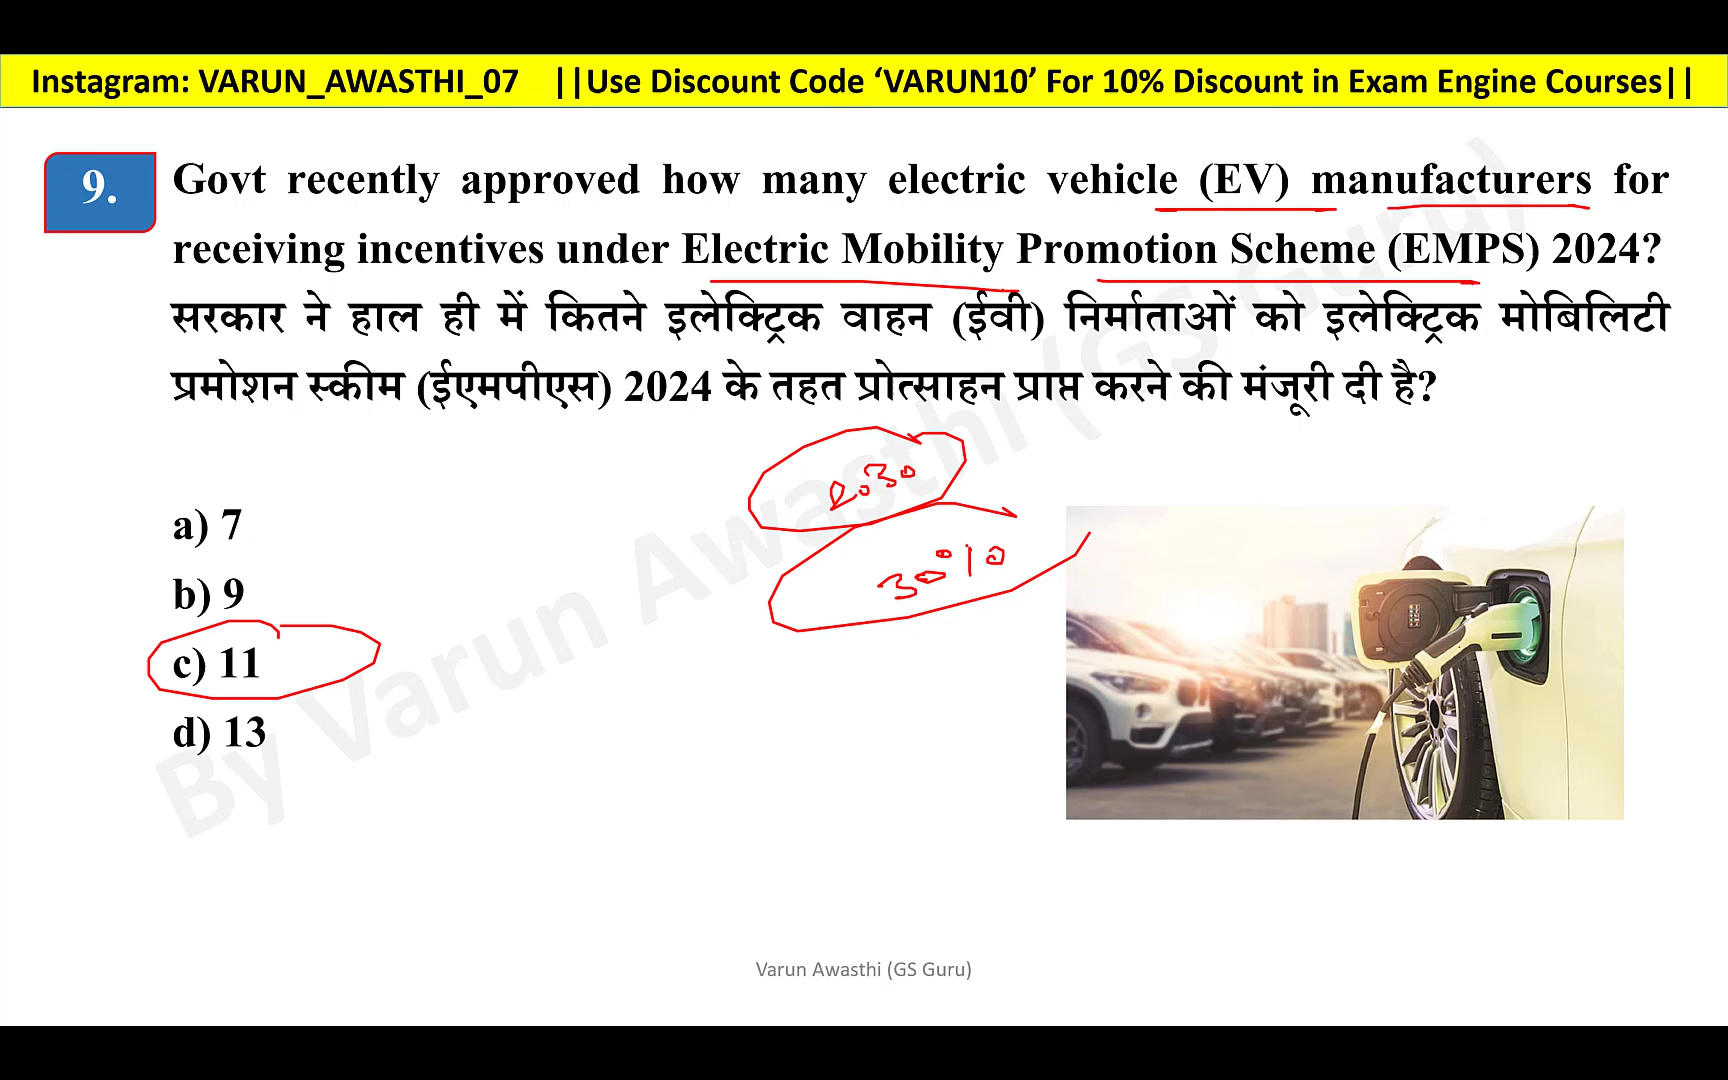 Instagram: VARUN_AWASTHI_07 ||Use Discount Code ‘VARUN10’ For 10% Discount in Exam Engine Courses||
9.
Govt recently approved how many electric vehicle (EV) manufacturers for
receiving incentives under Electric Mobility Promotion Scheme (EMPS) 2024?
सरकार ने हाल ही में कितने इलेक्ट्रिक वाहन (ईवी) निर्माताओं को इलेक्ट्रिक मोबिलिटी
प्रमोशन स्कीम (ईएमपीएस) 2024 के तहत प्रोत्साहन प्राप्त करने की मंजूरी दी है?
2030
30%
a) 7
b) 9
c) 11
d) 13
By Varun Awasthi (GS Guru)
Varun Awasthi (GS Guru)